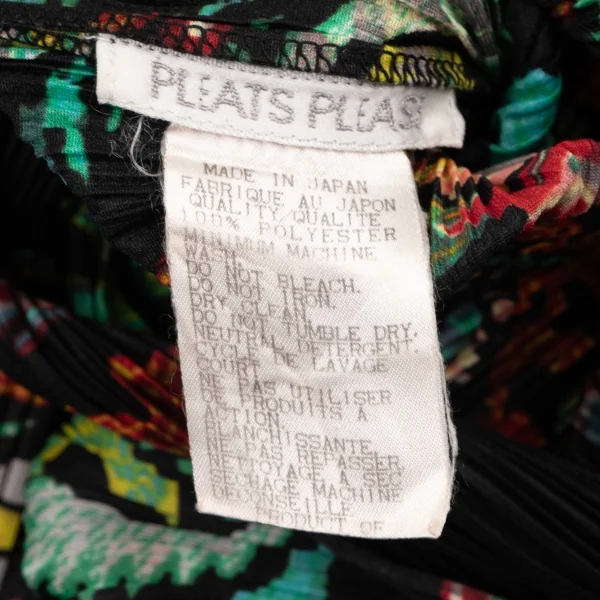 PLEATS PLEASE
MADE IN JAPAN
FABRIQUE AU JAPON
QUALITY/QUALITE
100% POLYESTER
MINIMUM MACHINE
WASH.
DO NOT BLEACH.
DO NOT IRON.
DRY CLEAN.
DO NOT TUMBLE DRY.
NEUTRAL DETERGENT.
CYCLE DE LAVAGE
COURT.
NE PAS UTILISER
DE PRODUITS A
ACTION
BLANCHISSANTE
NE PAS REPASSER.
NETTOYAGE A SEC
SECHAGE MACHINE
DECONSEILLE
PRODUCT OF